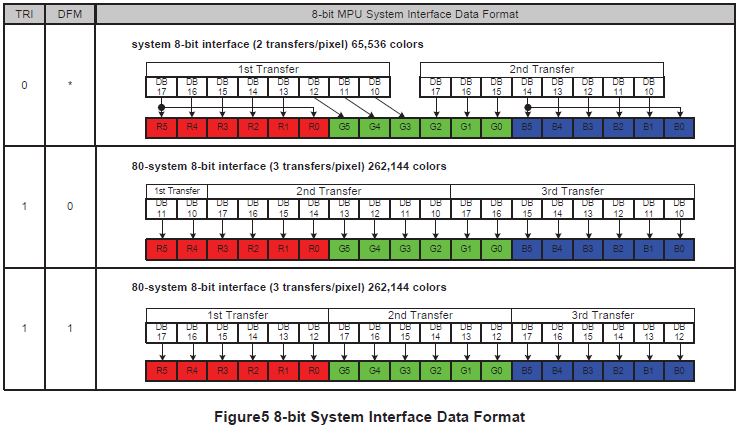 TRI DFM 8-bit MPU System Interface Data Format
system 8-bit interface (2 transfers/pixel) 65,536 colors
1st Transfer 2nd Transfer
DB DB DB DB DB DB DB DB DB DB DB DB DB DB DB DB
17 16 15 14 13 12 11 10 17 16 15 14 13 12 11 10
0 *
R5 R4 R3 R2 R1 R0 G5 G4 G3 G2 G1 G0 B5 B4 B3 B2 B1 B0
80-system 8-bit interface (3 transfers/pixel) 262,144 colors
1st Transfer 2nd Transfer 3rd Transfer
DB DB DB DB DB DB DB DB DB DB DB DB DB DB DB DB DB DB
11 10 17 16 15 14 13 12 11 10 17 16 15 14 13 12 11 10
1 0
R5 R4 R3 R2 R1 R0 G5 G4 G3 G2 G1 G0 B5 B4 B3 B2 B1 B0
80-system 8-bit interface (3 transfers/pixel) 262,144 colors
1st Transfer 2nd Transfer 3rd Transfer
DB DB DB DB DB DB DB DB DB DB DB DB DB DB DB DB DB DB
17 16 15 14 13 12 17 16 15 14 13 12 17 16 15 14 13 12
1 1
R5 R4 R3 R2 R1 R0 G5 G4 G3 G2 G1 G0 B5 B4 B3 B2 B1 B0
Figure5 8-bit System Interface Data Format